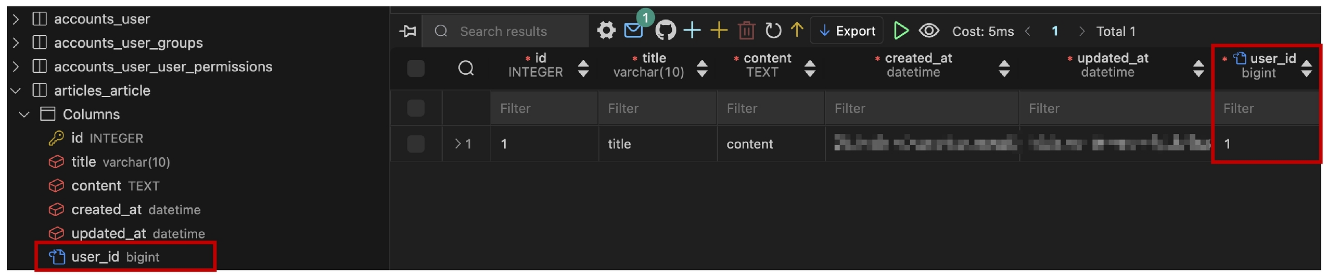 accounts_user
accounts_user_groups
accounts_user_user_permissions
articles_article
Columns
id INTEGER
title varchar(10)
content TEXT
created_at datetime
updated_at datetime
user_id bigint
Search results
1
Export
Cost: 5ms
1
Total 1
* id
INTEGER
* title
varchar(10)
* content
TEXT
* created_at
datetime
* updated_at
datetime
* user_id
bigint
Filter Filter Filter Filter Filter Filter
1 1 title content 1